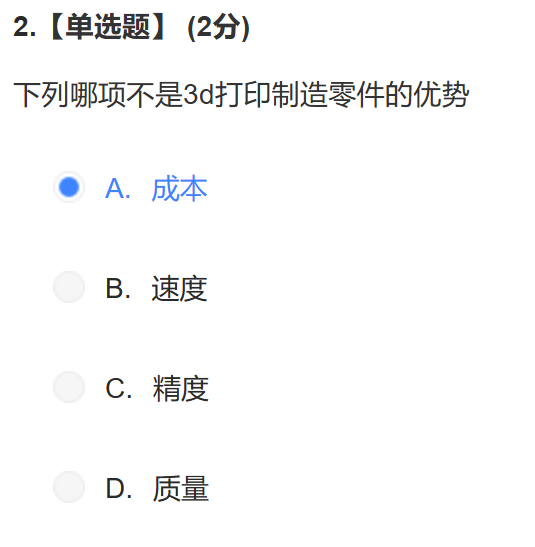 2.【单选题】 (2分)
下列哪项不是3d打印制造零件的优势
A. 成本
B. 速度
C. 精度
D. 质量